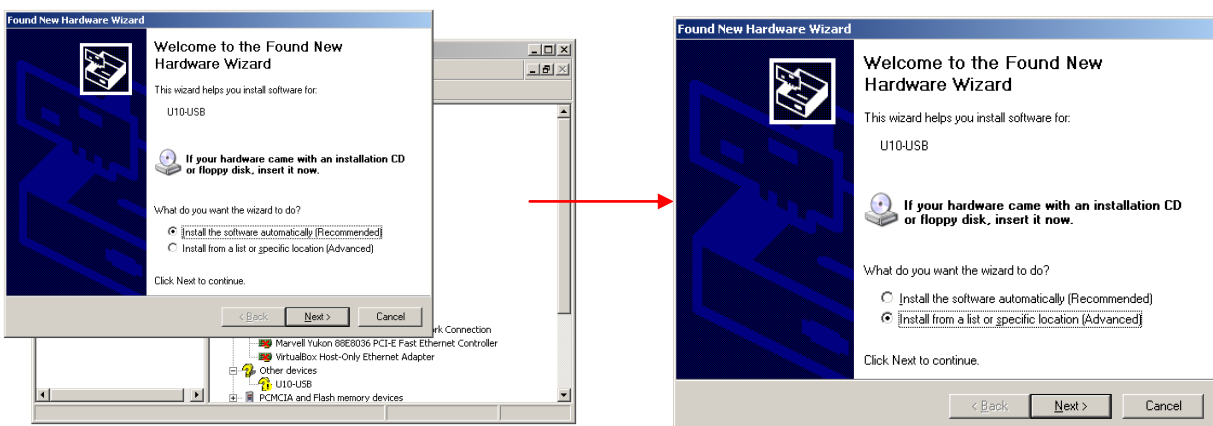 Found New Hardware Wizard
Welcome to the Found New
Hardware Wizard
This wizard helps you install software for:
U10-USB
If your hardware came with an installation CD
or floppy disk, insert it now.
What do you want the wizard to do?
Install the software automatically (Recommended)
Install from a list or specific location (Advanced)
Click Next to continue.
< Back
Next >
Cancel
rk Connection
Marvell Yukon 88E8036 PCI-E Fast Ethernet Controller
VirtualBox Host-Only Ethernet Adapter
Other devices
U10-USB
PCMCIA and Flash memory devices
Found New Hardware Wizard
Welcome to the Found New
Hardware Wizard
This wizard helps you install software for:
U10-USB
If your hardware came with an installation CD
or floppy disk, insert it now.
What do you want the wizard to do?
Install the software automatically (Recommended)
Install from a list or specific location (Advanced)
Click Next to continue.
< Back
Next >
Cancel